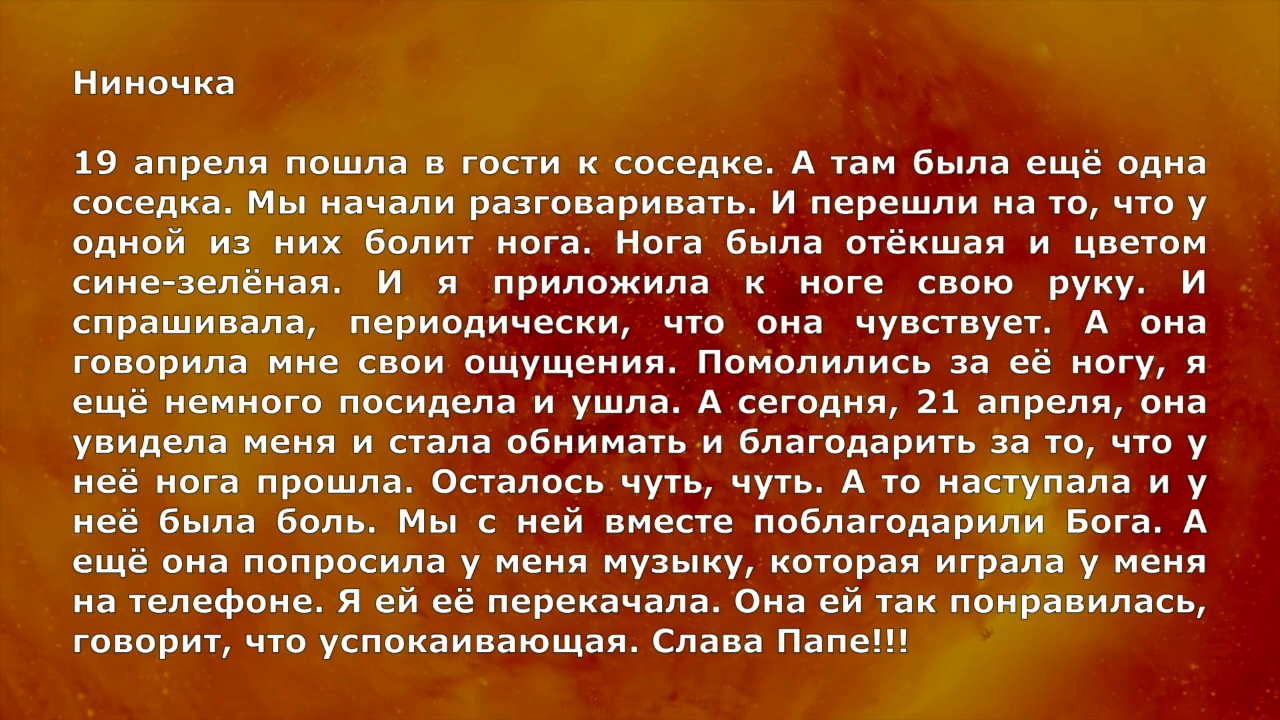 Ниночка
19 апреля пошла в гости к соседке. А там была ещё одна
соседка. Мы начали разговаривать. И перешли на то, что у
одной из них болит нога. Нога была отёкшая и цветом
сине-зелёная. И я приложила к ноге свою руку. И
спрашивала, периодически, что она чувствует. А она
говорила мне свои ощущения. Помолились за её ногу, я
ещё немного посидела и ушла. А сегодня, 21 апреля, она
увидела меня и стала обнимать и благодарить за то, что у
неё нога прошла. Осталось чуть, чуть. А то наступала и у
неё была боль. Мы с ней вместе поблагодарили Бога. А
ещё она попросила у меня музыку, которая играла у меня
на телефоне. Я ей её перекачала. Она ей так понравилась,
говорит, что успокаивающая. Слава Папе!!!